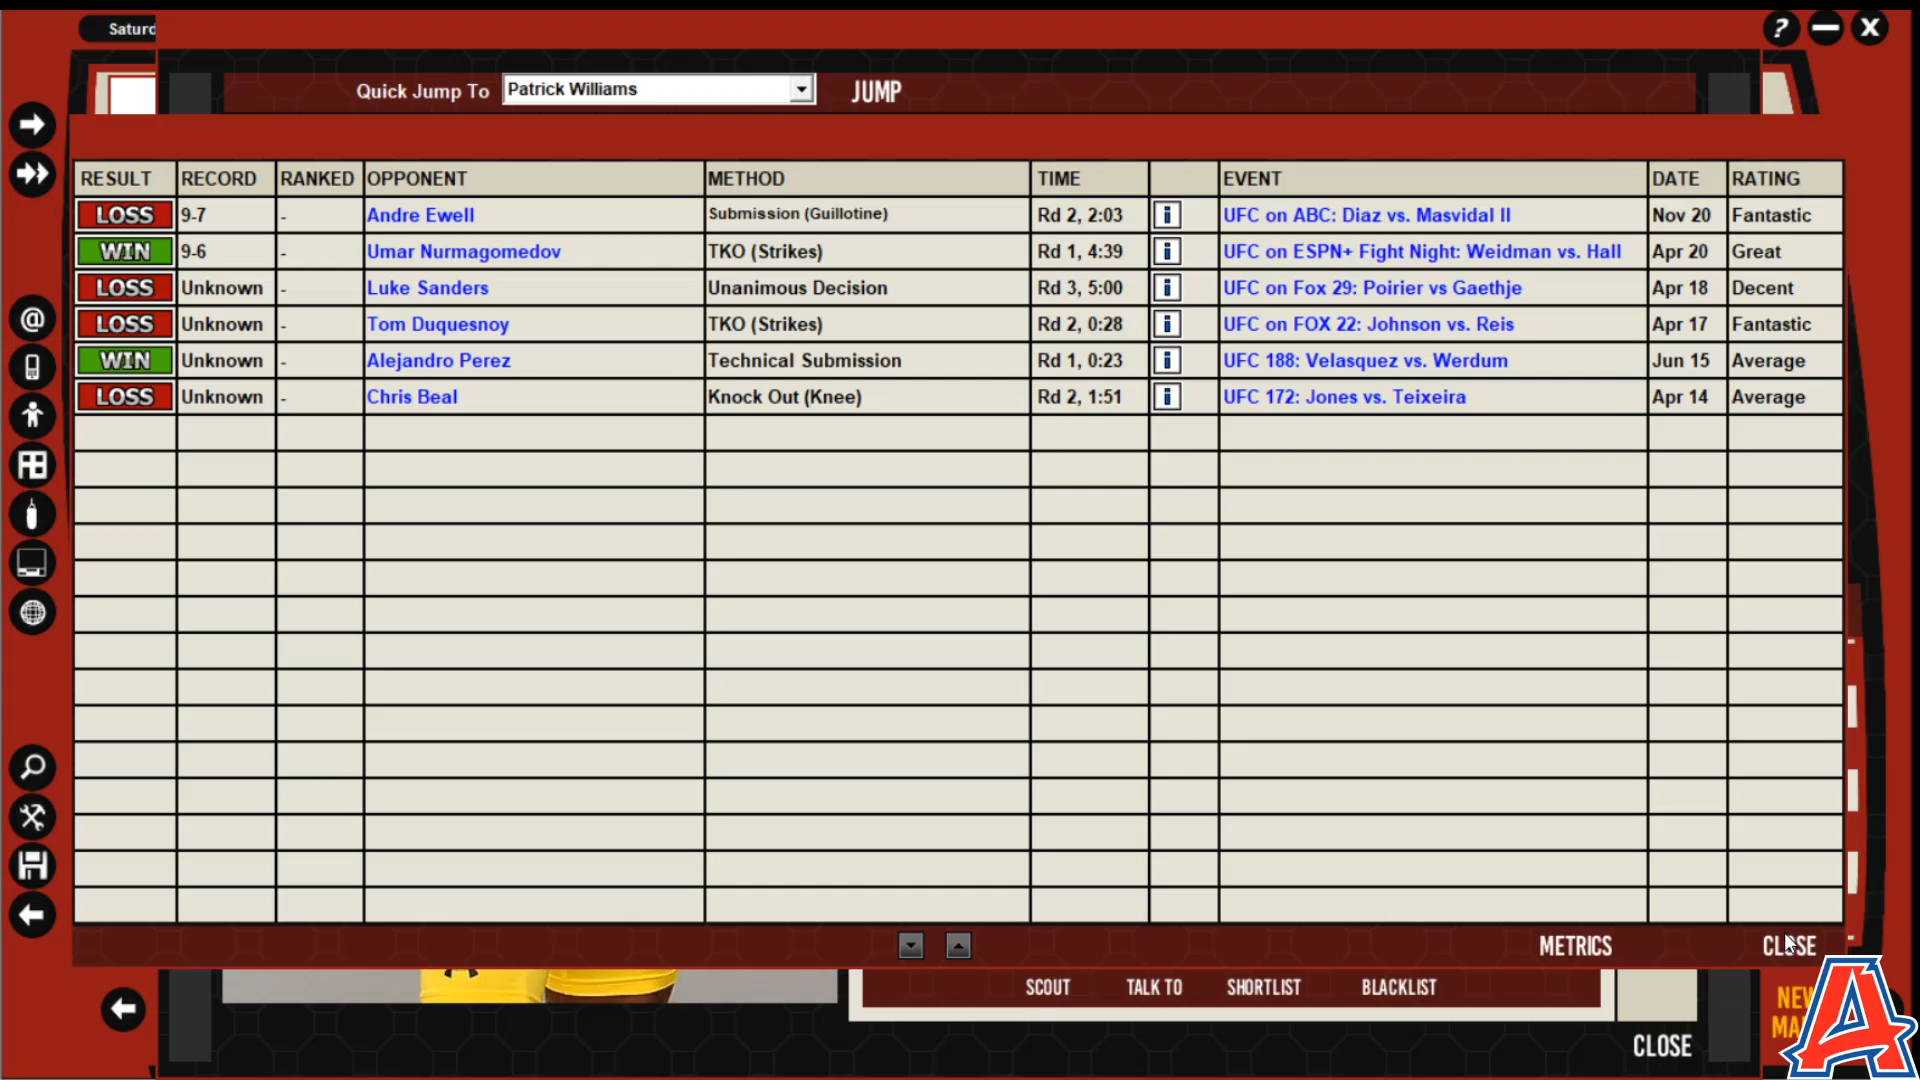 Saturd
?
X
Quick Jump To Patrick Williams JUMP
RESULT RECORD RANKED OPPONENT METHOD TIME EVENT DATE RATING
LOSS 9-7 - Andre Ewell Submission (Guillotine) Rd 2, 2:03 i UFC on ABC: Diaz vs. Masvidal II Nov 20 Fantastic
WIN 9-6 - Umar Nurmagomedov TKO (Strikes) Rd 1, 4:39 i UFC on ESPN+ Fight Night: Weidman vs. Hall Apr 20 Great
LOSS Unknown - Luke Sanders Unanimous Decision Rd 3, 5:00 i UFC on Fox 29: Poirier vs Gaethje Apr 18 Decent
LOSS Unknown - Tom Duquesnoy TKO (Strikes) Rd 2, 0:28 i UFC on FOX 22: Johnson vs. Reis Apr 17 Fantastic
WIN Unknown - Alejandro Perez Technical Submission Rd 1, 0:23 i UFC 188: Velasquez vs. Werdum Jun 15 Average
LOSS Unknown - Chris Beal Knock Out (Knee) Rd 2, 1:51 i UFC 172: Jones vs. Teixeira Apr 14 Average
@
METRICS CLOSE
SCOUT TALK TO SHORTLIST BLACKLIST
CLOSE
A